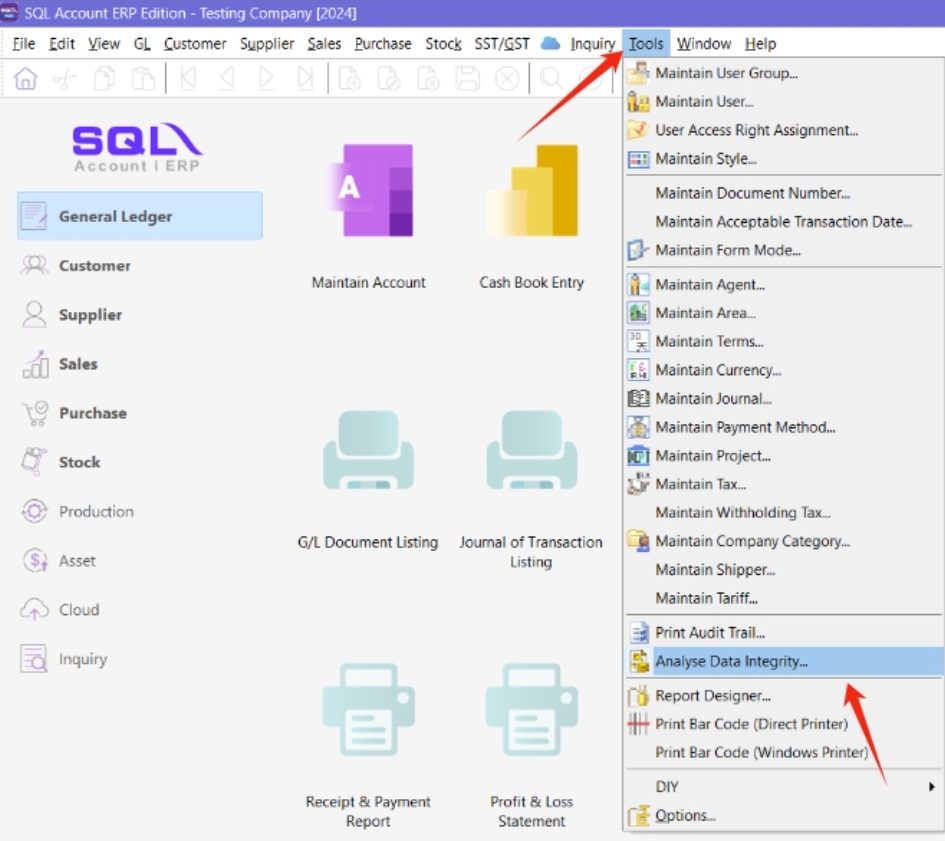 SQL Account ERP Edition - Testing Company [2024]
File Edit View GL Customer Supplier Sales Purchase Stock SST/GST Inquiry Tools Window Help
SQL
Account | ERP
General Ledger
Customer
Supplier
Sales
Purchase
Stock
Production
Asset
Cloud
Inquiry
A
Maintain Account
Cash Book Entry
G/L Document Listing
Journal of Transaction
Listing
Receipt & Payment
Report
Profit & Loss
Statement
Maintain User Group...
Maintain User...
User Access Right Assignment...
Maintain Style...
Maintain Document Number...
Maintain Acceptable Transaction Date...
Maintain Form Mode...
Maintain Agent...
Maintain Area...
Maintain Terms...
Maintain Currency...
Maintain Journal...
Maintain Payment Method...
Maintain Project...
Maintain Tax...
Maintain Withholding Tax...
Maintain Company Category...
Maintain Shipper...
Maintain Tariff...
Print Audit Trail...
Analyse Data Integrity...
Report Designer...
Print Bar Code (Direct Printer)
Print Bar Code (Windows Printer)
DIY
Options...